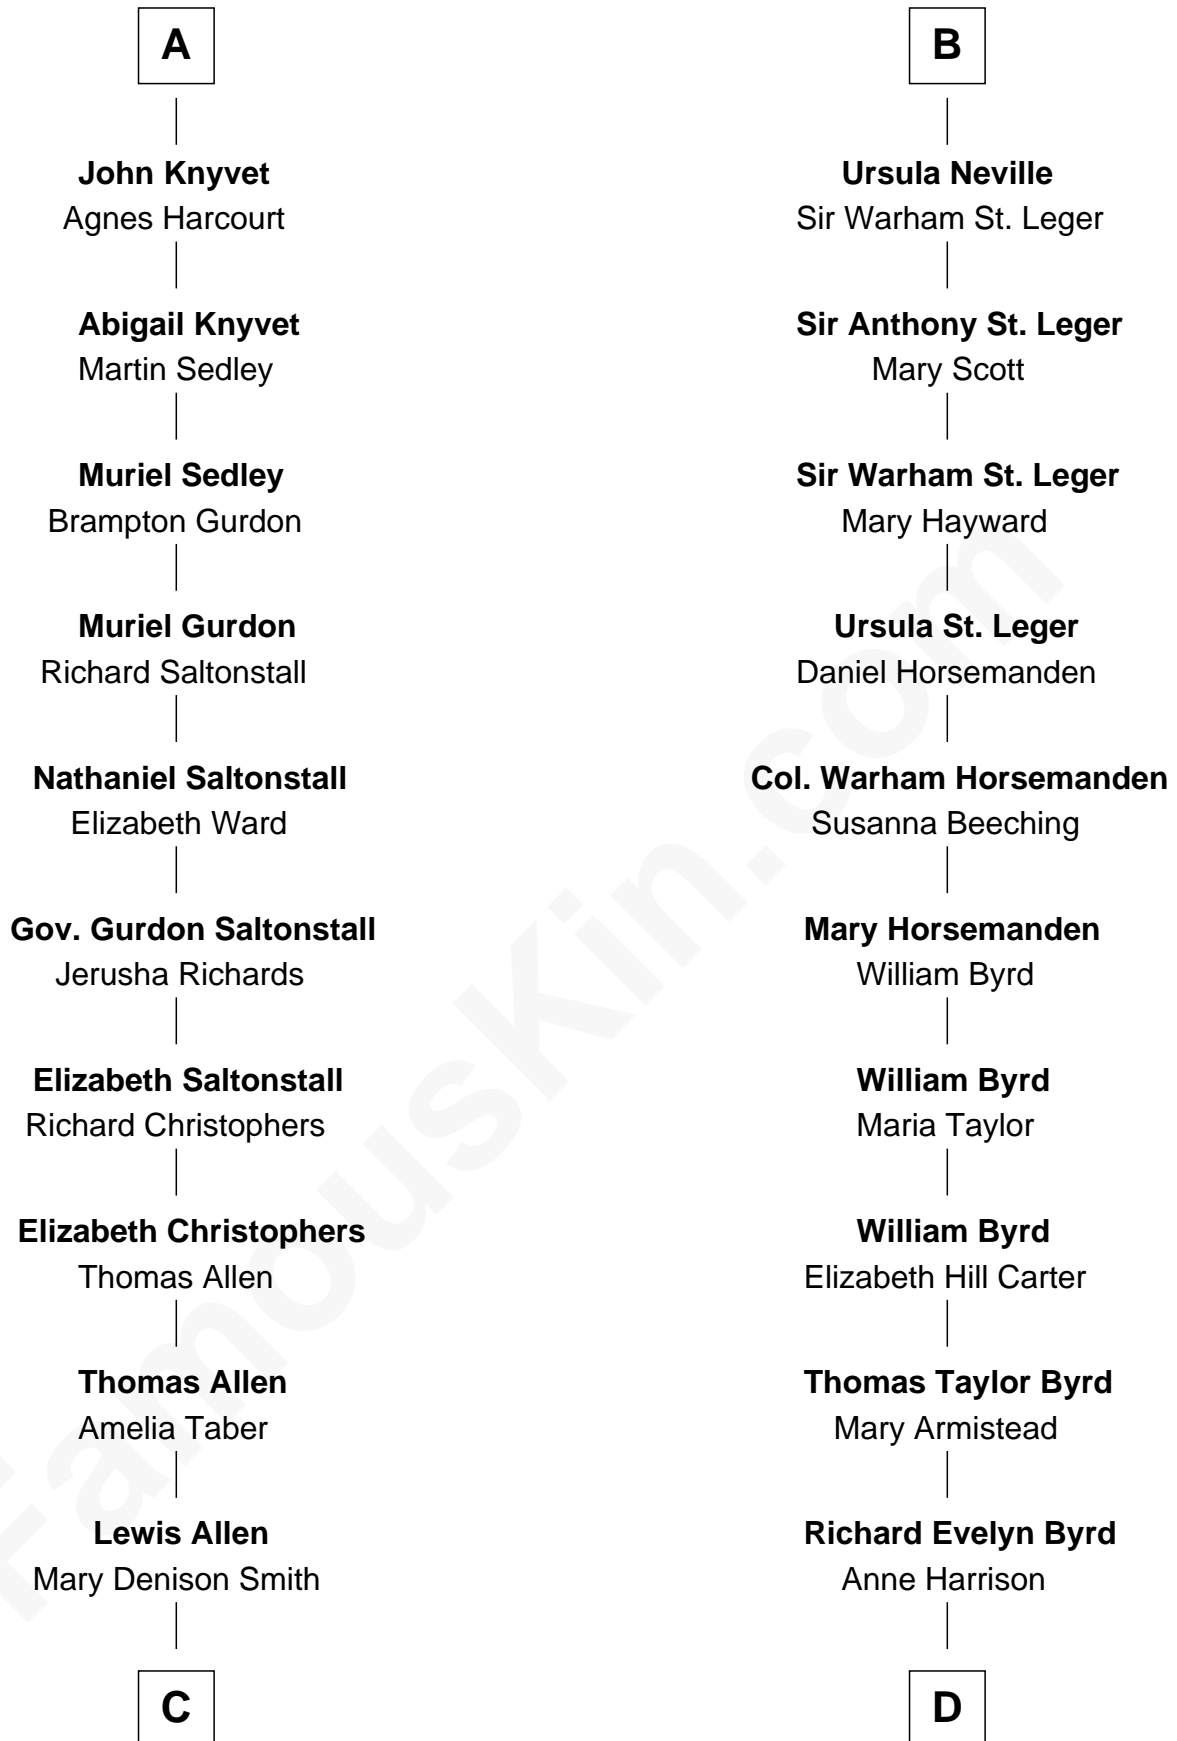 A
John Knyvet
Agnes Harcourt
Abigail Knyvet
Martin Sedley
Muriel Sedley
Brampton Gurdon
Muriel Gurdon
Richard Saltonstall
Nathaniel Saltonstall
Elizabeth Ward
Gov. Gurdon Saltonstall
Jerusha Richards
Elizabeth Saltonstall
Richard Christophers
Elizabeth Christophers
Thomas Allen
Thomas Allen
Amelia Taber
Lewis Allen
Mary Denison Smith
C
B
Ursula Neville
Sir Warham St. Leger
Sir Anthony St. Leger
Mary Scott
Sir Warham St. Leger
Mary Hayward
Ursula St. Leger
Daniel Horsemanden
Col. Warham Horsemanden
Susanna Beeching
Mary Horsemanden
William Byrd
William Byrd
Maria Taylor
William Byrd
Elizabeth Hill Carter
Thomas Taylor Byrd
Mary Armistead
Richard Evelyn Byrd
Anne Harrison
D
FamousKin.com